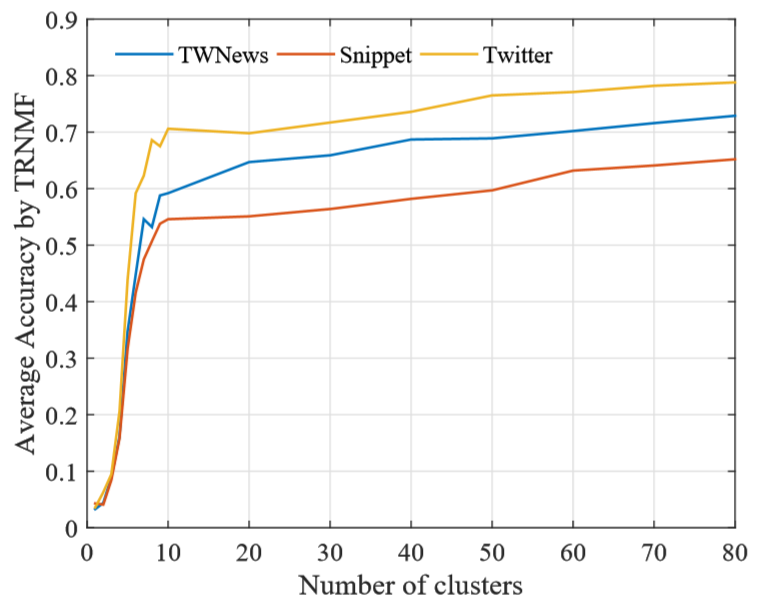 0.9
TWNews Snippet Twitter
0.8
0.7
0.6
0.5
0.4
0.3
0.2
0.1
0
Average Accuracy by TRNMF
0 10 20 30 40 50 60 70 80
Number of clusters